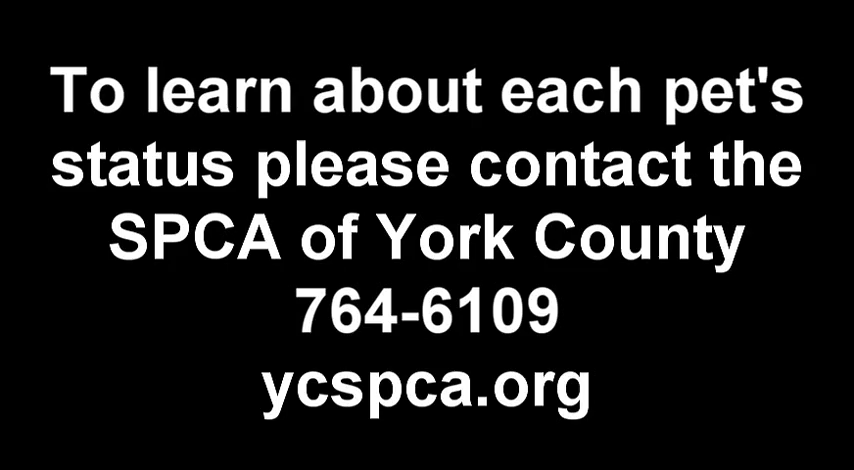 To learn about each pet's
status please contact the
SPCA of York County
764-6109
ycspca.org